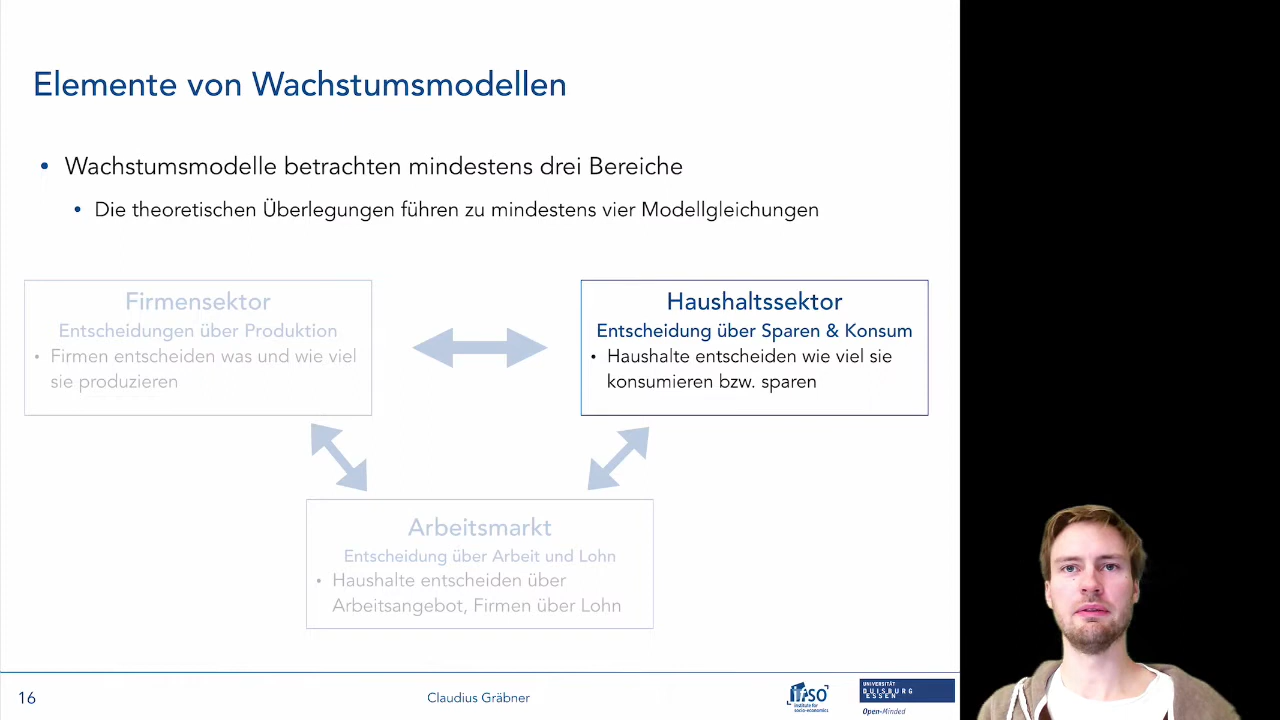 Elemente von Wachstumsmodellen
• Wachstumsmodelle betrachten mindestens drei Bereiche
• Die theoretischen Überlegungen führen zu mindestens vier Modellgleichungen
Firmensektor
Entscheidungen über Produktion
• Firmen entscheiden was und wie viel
sie produzieren
Haushaltssektor
Entscheidung über Sparen & Konsum
• Haushalte entscheiden wie viel sie
konsumieren bzw. sparen
Arbeitsmarkt
Entscheidung über Arbeit und Lohn
• Haushalte entscheiden über
Arbeitsangebot, Firmen über Lohn
16
Claudius Gräbner
ifso
institute for
socio-economics
UNIVERSITÄT
DUISBURG
ESSEN
Open-Minded